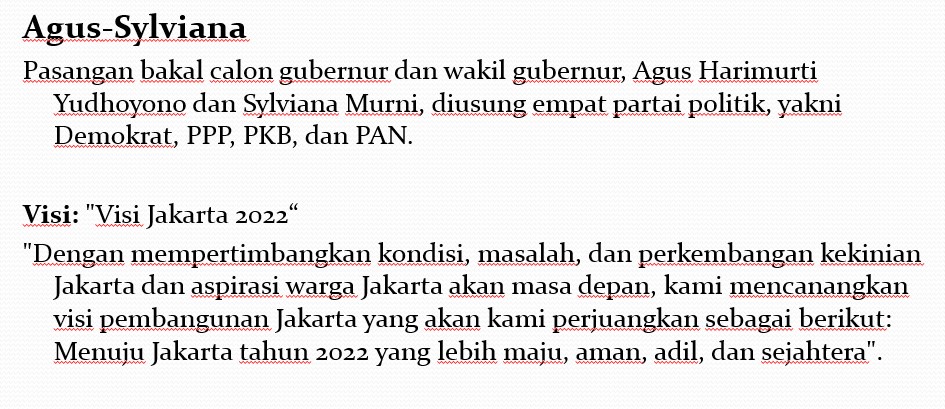 Agus-Sylviana
Pasangan bakal calon gubernur dan wakil gubernur, Agus Harimurti
Yudhoyono dan Sylviana Murni, diusung empat partai politik, yakni
Demokrat, PPP, PKB, dan PAN.
Visi: "Visi Jakarta 2022“
"Dengan mempertimbangkan kondisi, masalah, dan perkembangan kekinian
Jakarta dan aspirasi warga Jakarta akan masa depan, kami mencanangkan
visi pembangunan Jakarta yang akan kami perjuangkan sebagai berikut:
Menuju Jakarta tahun 2022 yang lebih maju, aman, adil, dan sejahtera".